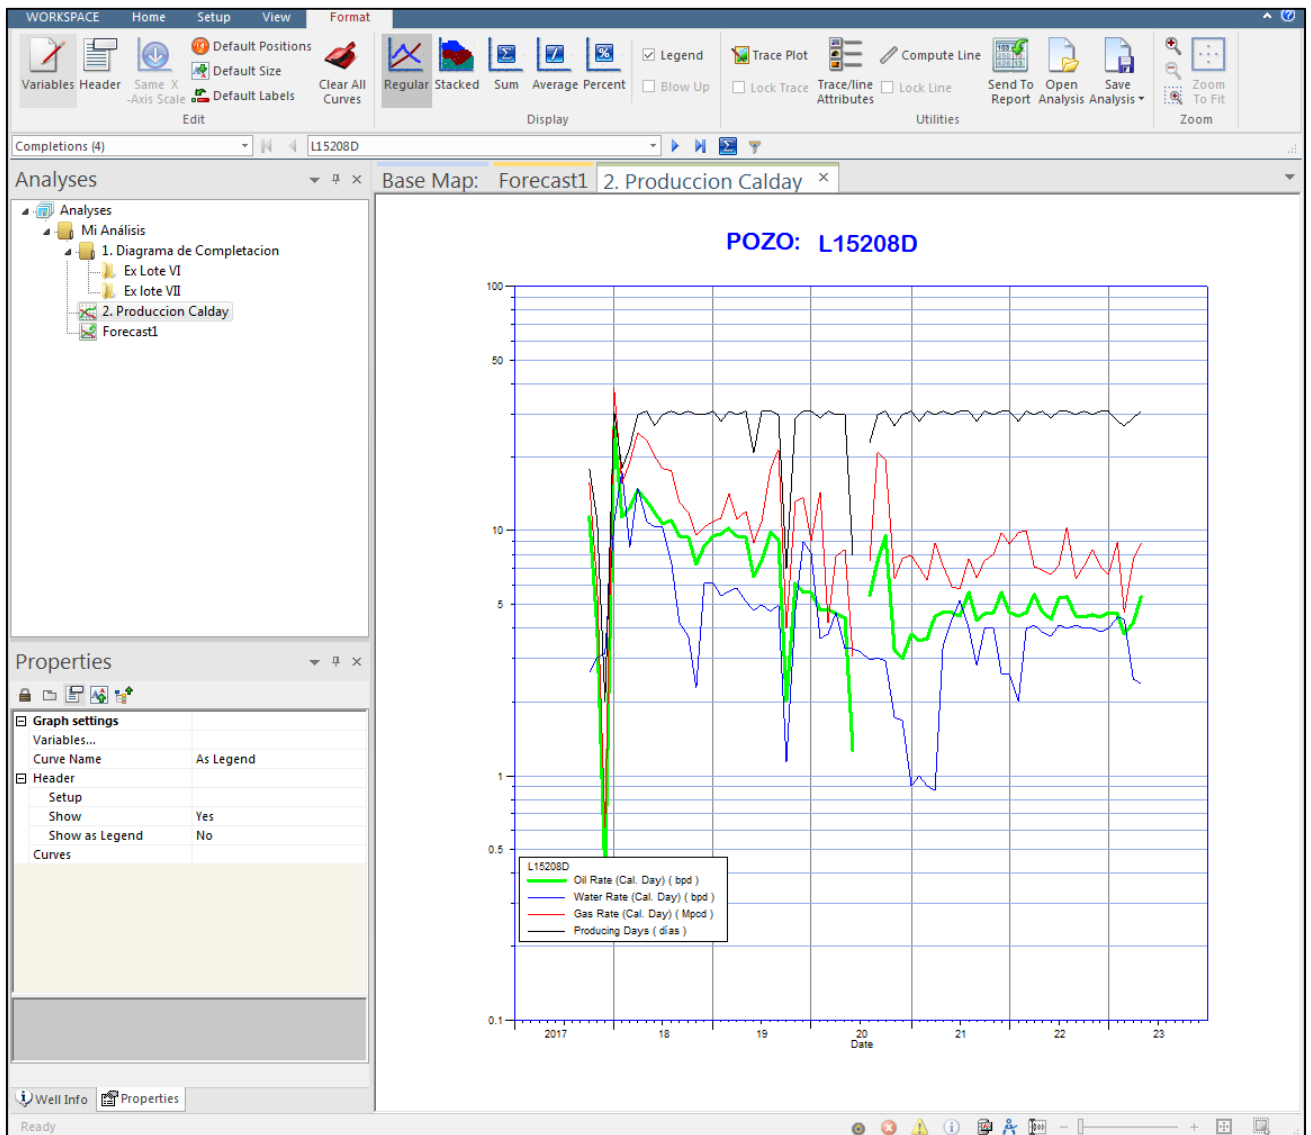 WORKSPACE Home Setup View Format
Variables Header Same X -Axis Scale Default Positions
Default Size
Default Labels
Clear All Curves
Edit
Regular Stacked Sum Average Percent
Legend
Blow Up
Display
Trace Plot
Lock Trace
Trace/line Attributes
Compute Line
Lock Line
Send To Report Open Analysis Save Analysis
Utilities
Zoom To Fit
Zoom
Completions (4) L15208D
Analyses
Analyses
Mi Análisis
1. Diagrama de Completacion
Ex Lote VI
Ex lote VII
2. Produccion Calday
Forecast1
Properties
Graph settings
Variables...
Curve Name As Legend
Header
Setup
Show Yes
Show as Legend No
Curves
Well Info Properties
Ready
Base Map: Forecast1 2. Produccion Calday
POZO: L15208D
100
50
10
5
1
0.5
0.1
L15208D
Oil Rate (Cal. Day) ( bpd )
Water Rate (Cal. Day) ( bpd )
Gas Rate (Cal. Day) ( Mpcd )
Producing Days ( días )
2017 18 19 20 21 22 23
Date